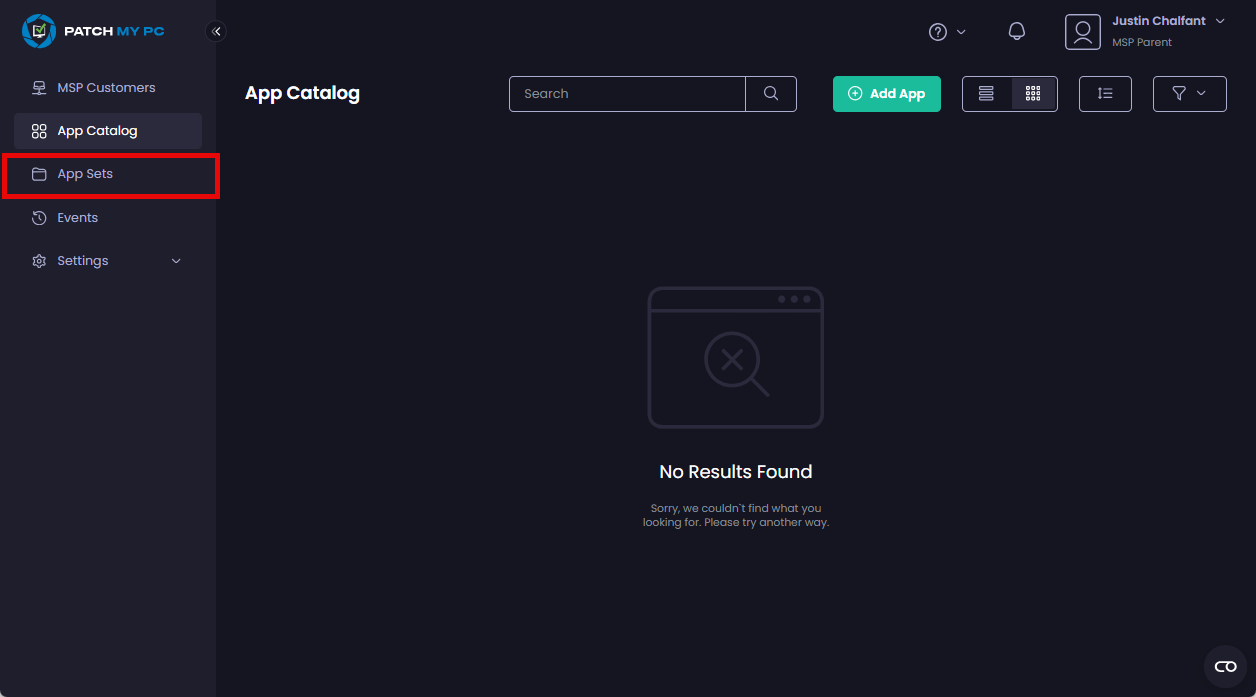 PATCH MY PC
Justin Chalfant
MSP Parent
MSP Customers
App Catalog
App Sets
Events
Settings
App Catalog
Search
Add App
No Results Found
Sorry, we couldn't find what you
looking for. Please try another way.